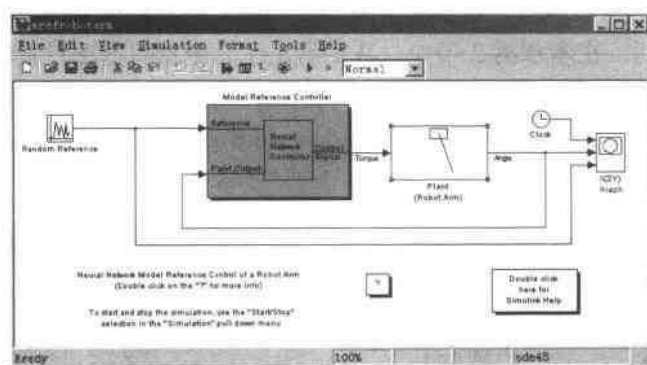 mrefrobotarm
File Edit View Simulation Format Tools Help
Normal
Model Reference Controller
Reference
Neural
Network
Controller
Control
Signal
Plant Output
Random Reference
Torque
Plant
(Robot Arm)
Angle
Clock
X(2Y)
Graph
Neural Network Model Reference Control of a Robot Arm
(Double click on the "?" for more info)
?
Double click
here for
Simulink Help
To start and stop the simulation, use the "Start/Stop"
selection in the "Simulation" pull-down menu
Ready
100%
ode45